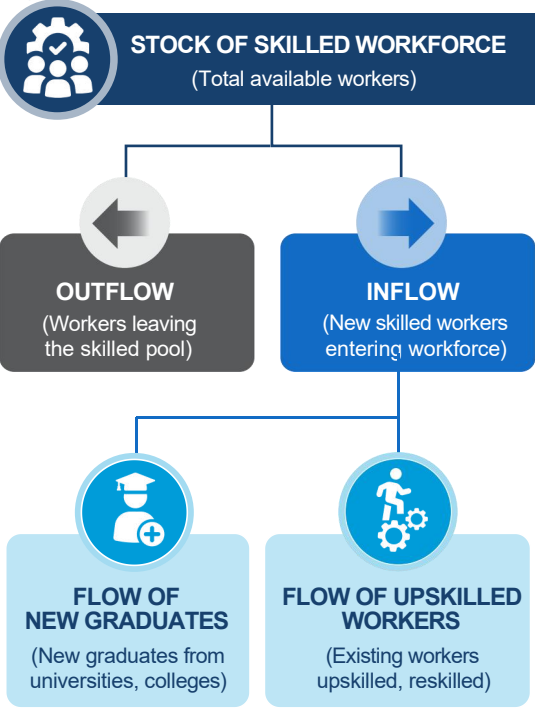 STOCK OF SKILLED WORKFORCE
(Total available workers)
OUTFLOW
(Workers leaving
the skilled pool)
INFLOW
(New skilled workers
entering workforce)
FLOW OF
NEW GRADUATES
(New graduates from
universities, colleges)
FLOW OF UPSKILLED
WORKERS
(Existing workers
upskilled, reskilled)